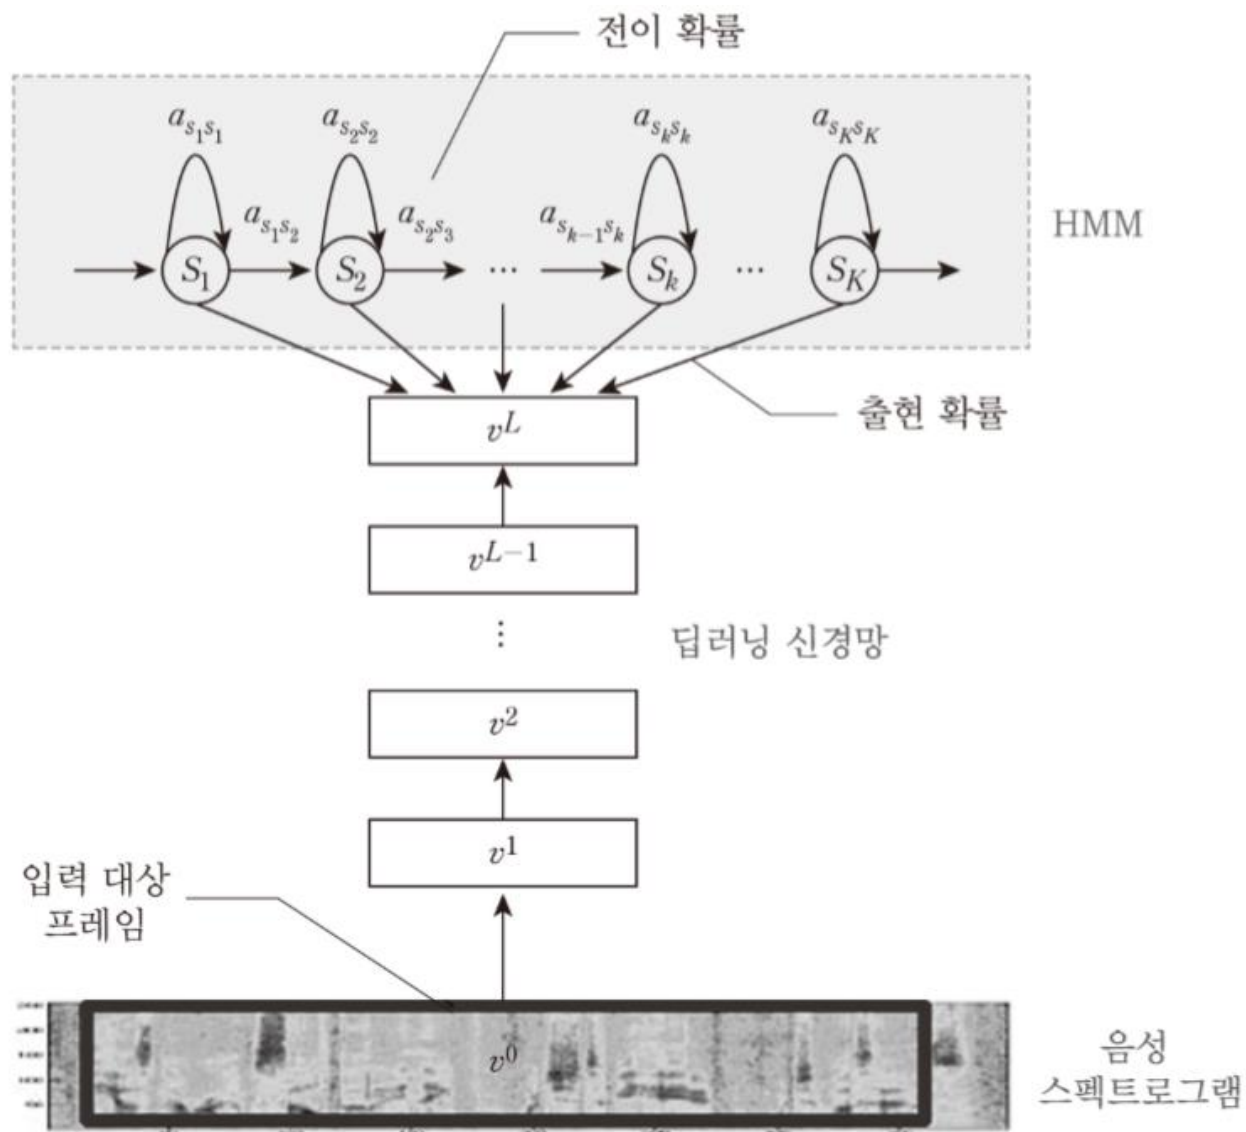 전이 확률
a_{s_1s_1} a_{s_2s_2} a_{s_ks_k} a_{s_Ks_K}
a_{s_1s_2} a_{s_2s_3} a_{s_{k-1}s_k}
HMM
S_1 S_2 ... S_k ... S_K
출현 확률
v^L
v^{L-1}
⋮
딥러닝 신경망
v^2
v^1
입력 대상
프레임
v^0
음성
스펙트로그램